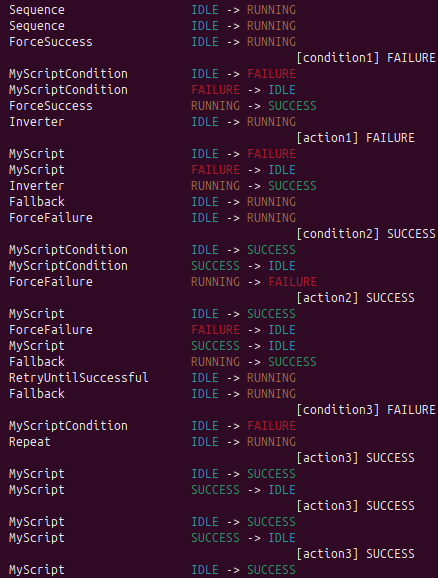 Sequence IDLE -> RUNNING
Sequence IDLE -> RUNNING
ForceSuccess IDLE -> RUNNING
[condition1] FAILURE
MyScriptCondition IDLE -> FAILURE
MyScriptCondition FAILURE -> IDLE
ForceSuccess RUNNING -> SUCCESS
Inverter IDLE -> RUNNING
[action1] FAILURE
MyScript IDLE -> FAILURE
MyScript FAILURE -> IDLE
Inverter RUNNING -> SUCCESS
Fallback IDLE -> RUNNING
ForceFailure IDLE -> RUNNING
[condition2] SUCCESS
MyScriptCondition IDLE -> SUCCESS
MyScriptCondition SUCCESS -> IDLE
ForceFailure RUNNING -> FAILURE
[action2] SUCCESS
MyScript IDLE -> SUCCESS
ForceFailure FAILURE -> IDLE
MyScript SUCCESS -> IDLE
Fallback RUNNING -> SUCCESS
RetryUntilSuccessful IDLE -> RUNNING
Fallback IDLE -> RUNNING
[condition3] FAILURE
MyScriptCondition IDLE -> FAILURE
Repeat IDLE -> RUNNING
[action3] SUCCESS
MyScript IDLE -> SUCCESS
MyScript SUCCESS -> IDLE
[action3] SUCCESS
MyScript IDLE -> SUCCESS
MyScript SUCCESS -> IDLE
[action3] SUCCESS
MyScript IDLE -> SUCCESS